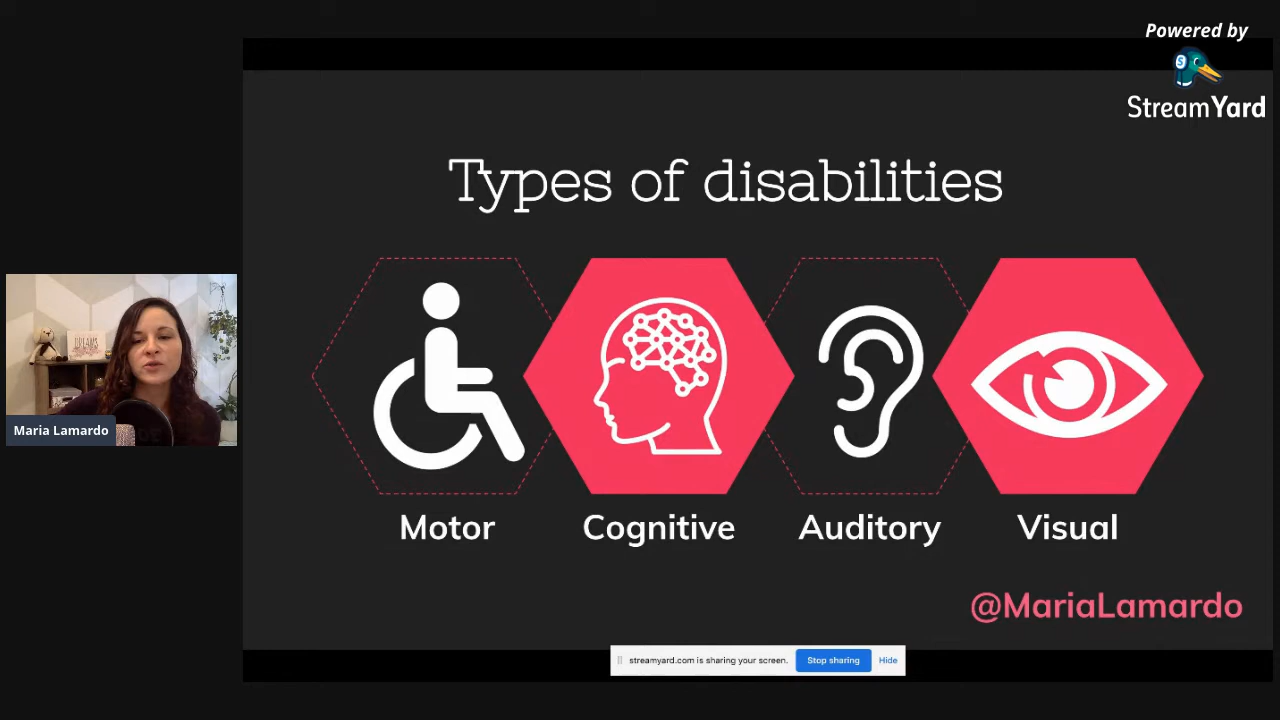 Powered by
StreamYard
Types of disabilities
Motor
Cognitive
Auditory
Visual
@MariaLamardo
Maria Lamardo
streamyard.com is sharing your screen.
Stop sharing
Hide